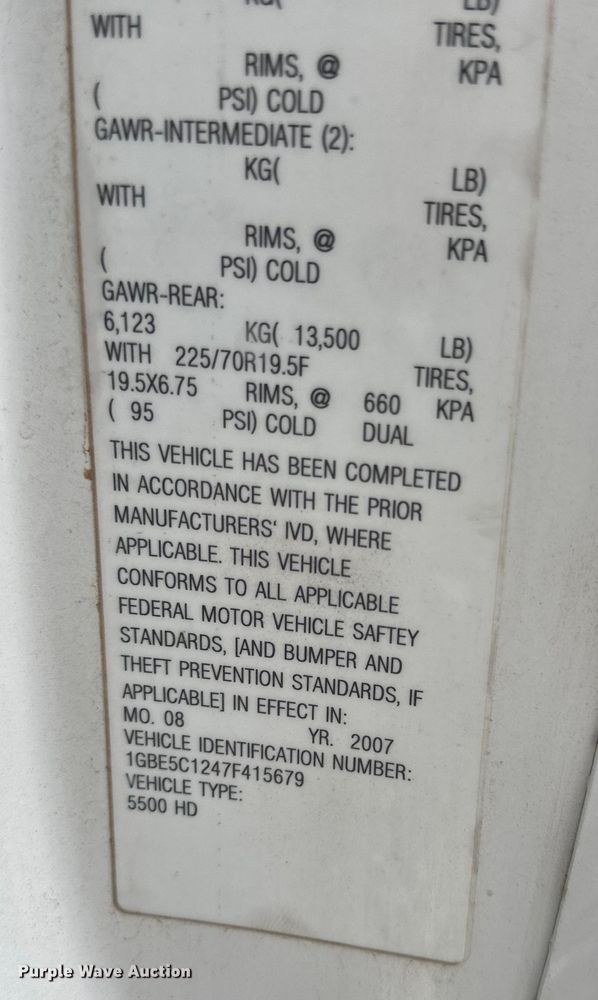 KG( LB)
WITH TIRES,
RIMS, @ KPA
( PSI) COLD
GAWR-INTERMEDIATE (2):
KG( LB)
WITH TIRES,
RIMS, @ KPA
( PSI) COLD
GAWR-REAR:
6,123 KG( 13,500 LB)
WITH 225/70R19.5F TIRES,
19.5X6.75 RIMS, @ 660 KPA
( 95 PSI) COLD DUAL
THIS VEHICLE HAS BEEN COMPLETED
IN ACCORDANCE WITH THE PRIOR
MANUFACTURERS' IVD, WHERE
APPLICABLE. THIS VEHICLE
CONFORMS TO ALL APPLICABLE
FEDERAL MOTOR VEHICLE SAFTEY
STANDARDS, [AND BUMPER AND
THEFT PREVENTION STANDARDS, IF
APPLICABLE] IN EFFECT IN:
MO. 08 YR. 2007
VEHICLE IDENTIFICATION NUMBER:
1GBE5C1247F415679
VEHICLE TYPE:
5500 HD
Purple Wave Auction